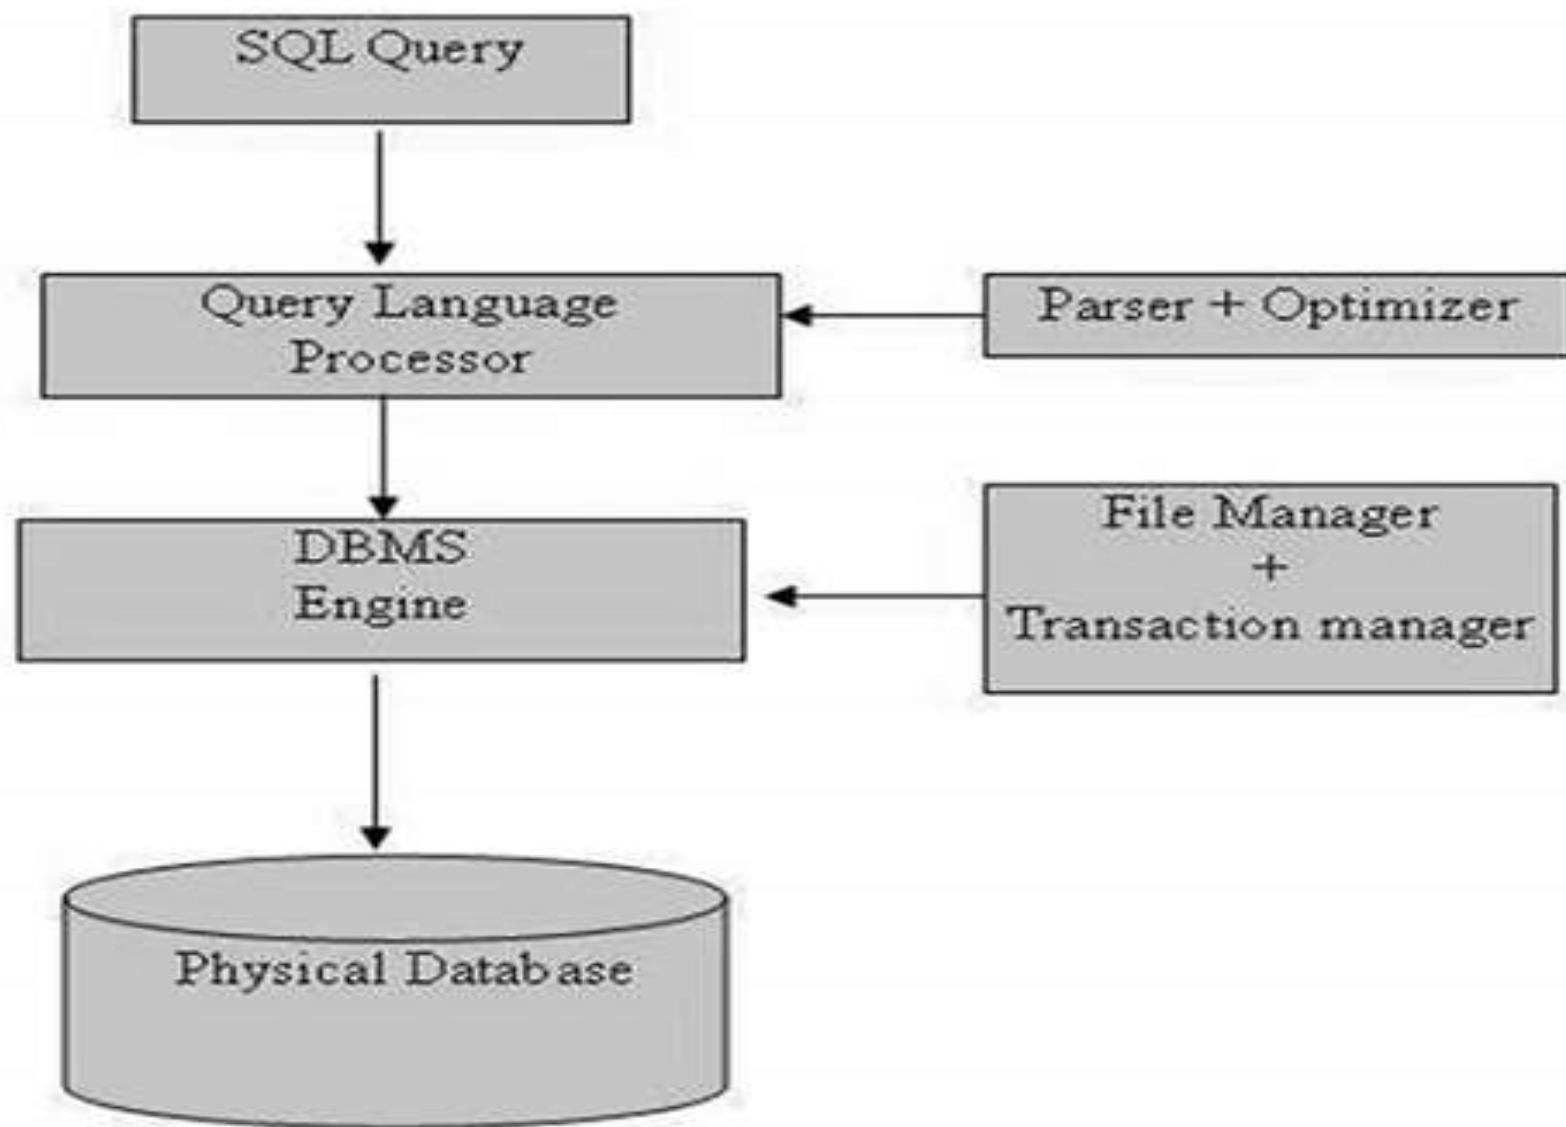 SQL Query
Query Language
Processor
Parser + Optimizer
DBMS
Engine
File Manager
+
Transaction manager
Physical Database